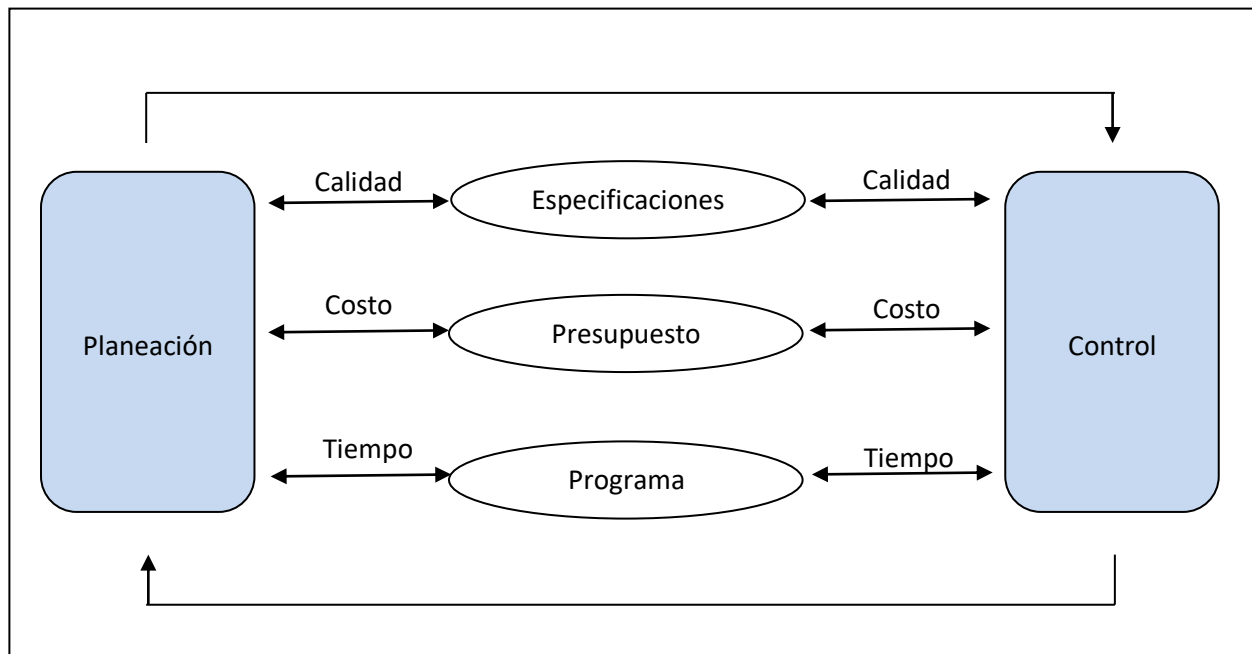 Calidad
Especificaciones
Calidad
Planeación
Costo
Presupuesto
Costo
Control
Tiempo
Programa
Tiempo